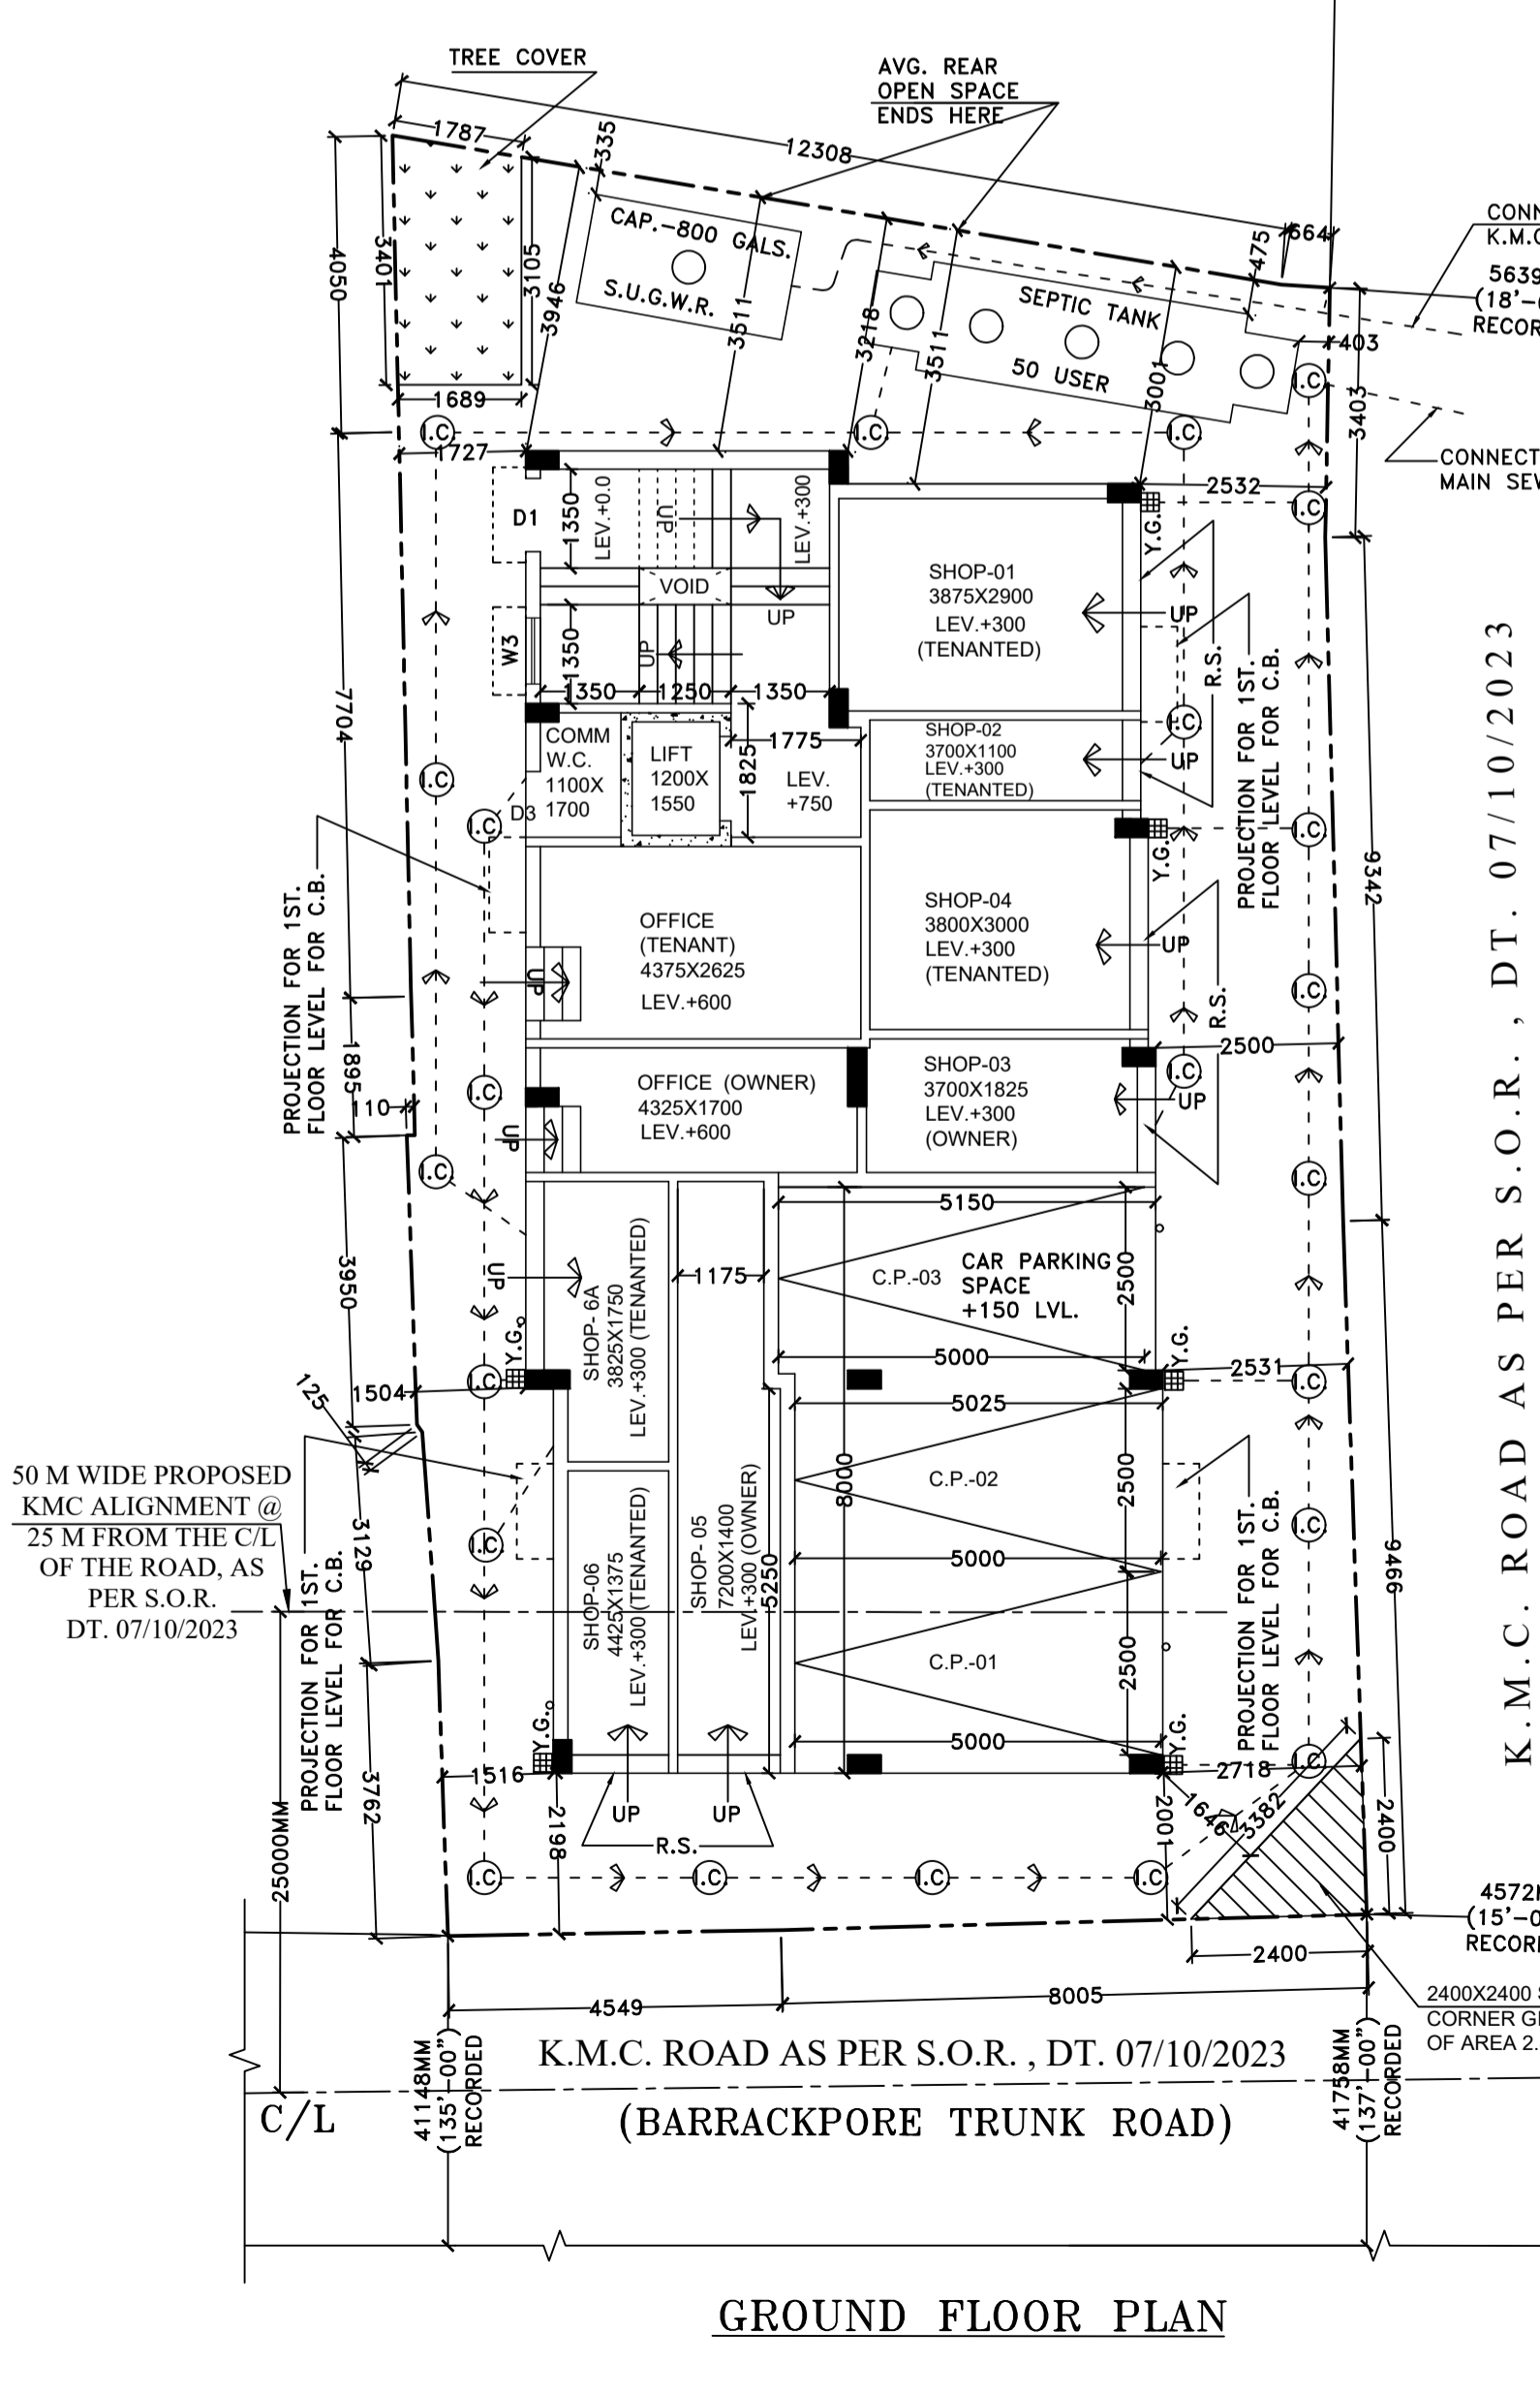 TREE COVER
AVG. REAR
OPEN SPACE
ENDS HERE
1787
335
12308
CAP.-800 GALS.
S.U.G.W.R.
SEPTIC TANK
50 USER
475
564
403
4050
3401
3105
3946
3511
3218
3511
3001
3403
1689
I.C.
I.C.
I.C.
I.C.
1727
2532
I.C.
D1
1350
LEV.+0.0
UP
LEV.+300
Y.G.
VOID
UP
SHOP-01
3875X2900
LEV.+300
(TENANTED)
UP
R.S.
W3
1350
UP
1350
1250
1350
7704
I.C.
COMM
W.C.
1100X
1700
D3
I.C.
LIFT
1200X
1550
1775
1825
LEV.
+750
SHOP-02
3700X1100
LEV.+300
(TENANTED)
UP
I.C.
I.C.
Y.G.
PROJECTION FOR 1ST.
FLOOR LEVEL FOR C.B.
9342
PROJECTION FOR 1ST.
FLOOR LEVEL FOR C.B.
OFFICE
(TENANT)
4375X2625
LEV.+600
UP
SHOP-04
3800X3000
LEV.+300
(TENANTED)
UP
R.S.
I.C.
1895
110
I.C.
OFFICE (OWNER)
4325X1700
LEV.+600
UP
SHOP-03
3700X1825
LEV.+300
(OWNER)
UP
I.C.
2500
I.C.
I.C.
3950
UP
SHOP- 6A
3825X1750
LEV.+300 (TENANTED)
1175
5150
C.P.-03
CAR PARKING
SPACE
+150 LVL.
2500
5000
Y.G.
Y.G.
2531
I.C.
I.C.
1504
125
5025
C.P.-02
8000
2500
5000
50 M WIDE PROPOSED
KMC ALIGNMENT @
25 M FROM THE C/L
OF THE ROAD, AS
PER S.O.R.
DT. 07/10/2023
3129
I.C.
I.C.
PROJECTION FOR 1ST.
FLOOR LEVEL FOR C.B.
SHOP-06
4425X1375
LEV.+300 (TENANTED)
SHOP- 05
7200X1400
LEV.+300 (OWNER)
5250
C.P.-01
2500
5000
PROJECTION FOR 1ST.
FLOOR LEVEL FOR C.B.
9466
K.M.C. ROAD AS PER S.O.R. , DT. 07/10/2023
Y.G.
Y.G.
I.C.
3762
1516
2718
2198
UP
UP
R.S.
2001
1646
3382
2400
25000MM
I.C.
I.C.
I.C.
I.C.
2400
4549
8005
K.M.C. ROAD AS PER S.O.R. , DT. 07/10/2023
C/L
41148MM
(135'-00")
RECORDED
(BARRACKPORE TRUNK ROAD)
41758MM
(137'-00")
RECORDED
GROUND FLOOR PLAN